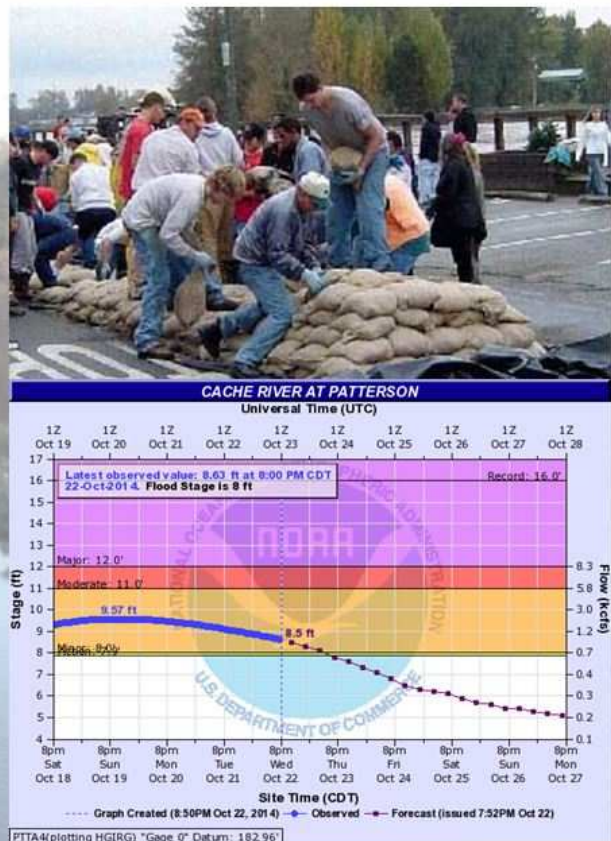 CACHE RIVER AT PATTERSON
Universal Time (UTC)
1Z 1Z 1Z 1Z 1Z 1Z 1Z 1Z 1Z 1Z
Oct 19 Oct 20 Oct 21 Oct 22 Oct 23 Oct 24 Oct 25 Oct 26 Oct 27 Oct 28
17
Latest observed value: 8.63 ft at 8:00 PM CDT
22-Oct-2014. Flood Stage is 8 ft
Record: 16.0'
16
15
14
13
NOAA
12
Major: 12.0'
8.3
11
Moderate: 11.0'
5.8
10
3.0
9.57 ft
9
8.5 ft
1.2
8
Minor: 8.0'
0.7
7
0.4
6
0.3
5
0.2
4
0.1
Stage (ft)
Flow (kcfs)
NATIONAL OCEANIC ATMOSPHERIC ADMINISTRATION
U.S. DEPARTMENT OF COMMERCE
8pm 8pm 8pm 8pm 8pm 8pm 8pm 8pm 8pm 8pm
Sat Sun Mon Tue Wed Thu Fri Sat Sun Mon
Oct 18 Oct 19 Oct 20 Oct 21 Oct 22 Oct 23 Oct 24 Oct 25 Oct 26 Oct 27
Site Time (CDT)
Graph Created (8:50PM Oct 22, 2014) Observed Forecast (issued 7:52PM Oct 22)
PTTA4(plotting HGIRG) "Gage 0" Datum: 182.96'